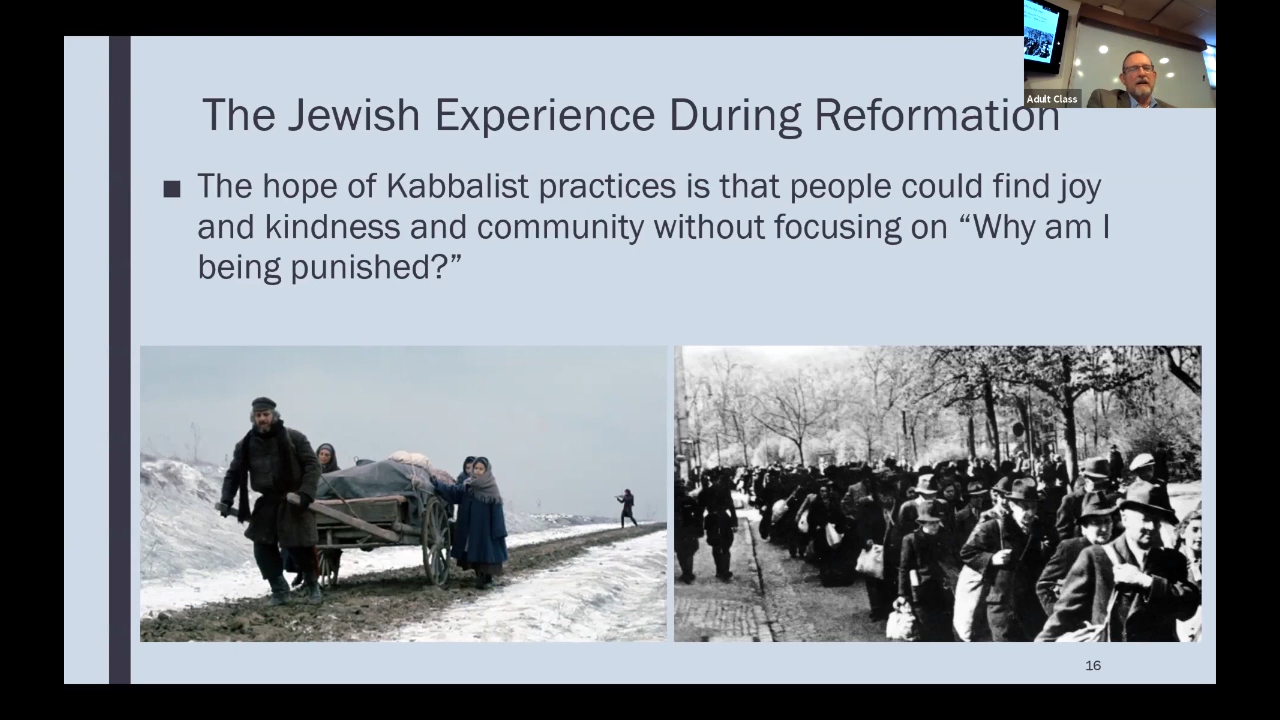 Adult Class
The Jewish Experience During Reformation
■ The hope of Kabbalist practices is that people could find joy
and kindness and community without focusing on “Why am I
being punished?”
16